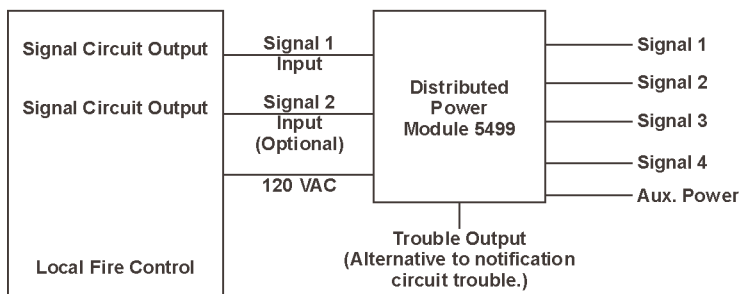 Signal Circuit Output
Signal 1
Input
Signal Circuit Output
Signal 2
Input
(Optional)
120 VAC
Local Fire Control
Distributed
Power
Module 5499
Signal 1
Signal 2
Signal 3
Signal 4
Aux. Power
Trouble Output
(Alternative to notification
circuit trouble.)